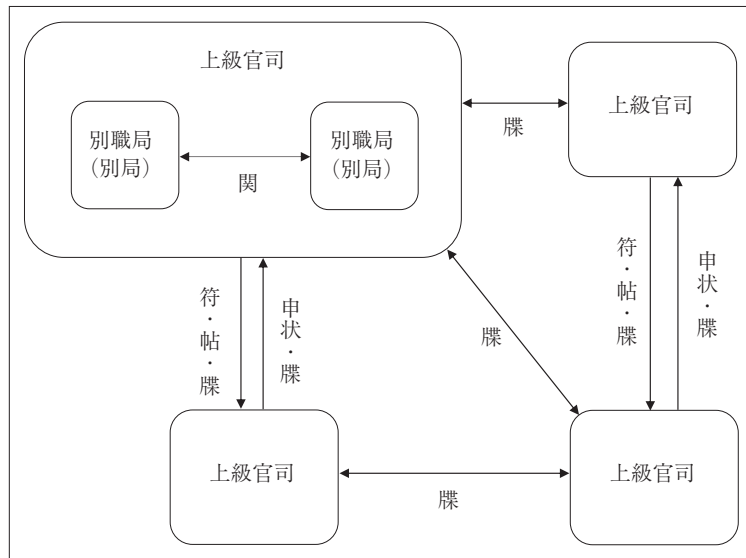 上級官司
別職局
（別局）
関
別職局
（別局）
牒
上級官司
符・帖・牒
申状・牒
牒
符・帖・牒
申状・牒
上級官司
牒
上級官司